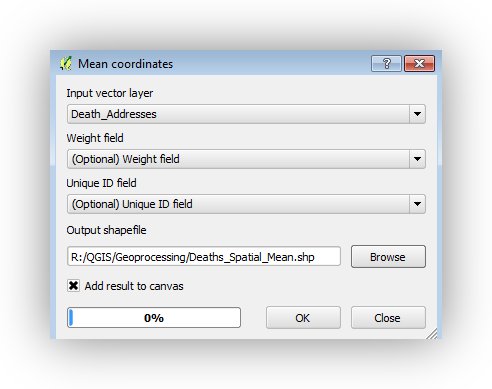 Mean coordinates
Input vector layer
Death_Addresses
Weight field
(Optional) Weight field
Unique ID field
(Optional) Unique ID field
Output shapefile
R:/QGIS/Geoprocessing/Deaths_Spatial_Mean.shp Browse
Add result to canvas
0% OK Close